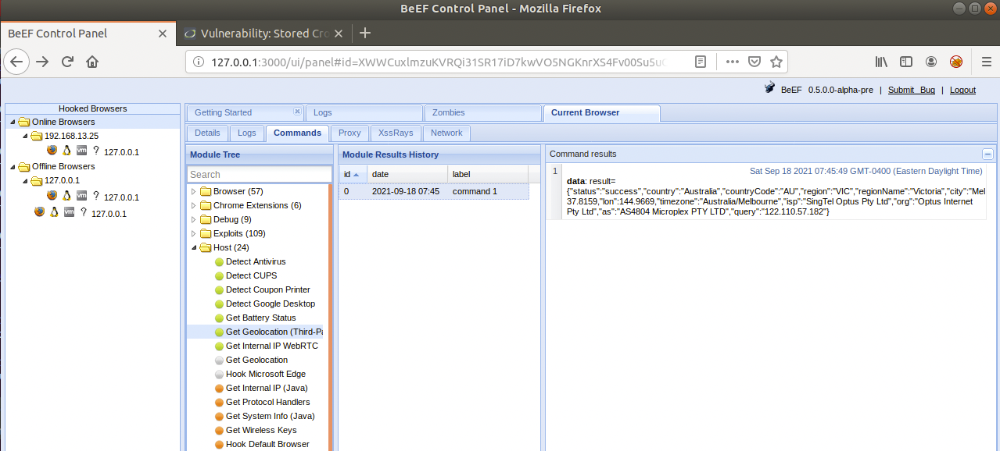 BeEF Control Panel - Mozilla Firefox
BeEF Control Panel
Vulnerability: Stored Cro
127.0.0.1:3000/ui/panel#id=XWWCuxlmzuKVRQi31SR17iD7kwVO5NGKnrXS4Fv00Su5u
BeEF 0.5.0.0-alpha-pre | Submit Bug | Logout
Hooked Browsers
Online Browsers
192.168.13.25
? 127.0.0.1
Offline Browsers
127.0.0.1
? 127.0.0.1
? 127.0.0.1
Getting Started Logs Zombies Current Browser
Details Logs Commands Proxy XssRays Network
Module Tree
Search
Browser (57)
Chrome Extensions (6)
Debug (9)
Exploits (109)
Host (24)
Detect Antivirus
Detect CUPS
Detect Coupon Printer
Detect Google Desktop
Get Battery Status
Get Geolocation (Third-Pa
Get Internal IP WebRTC
Get Geolocation
Hook Microsoft Edge
Get Internal IP (Java)
Get Protocol Handlers
Get System Info (Java)
Get Wireless Keys
Hook Default Browser
Module Results History
id date label
0 2021-09-18 07:45 command 1
Command results
1 Sat Sep 18 2021 07:45:49 GMT-0400 (Eastern Daylight Time)
data: result=
{"status":"success","country":"Australia","countryCode":"AU","region":"VIC","regionName":"Victoria","city":"Mel
37.8159,"lon":144.9669,"timezone":"Australia/Melbourne","isp":"SingTel Optus Pty Ltd","org":"Optus Internet
Pty Ltd","as":"AS4804 Microplex PTY LTD","query":"122.110.57.182"}